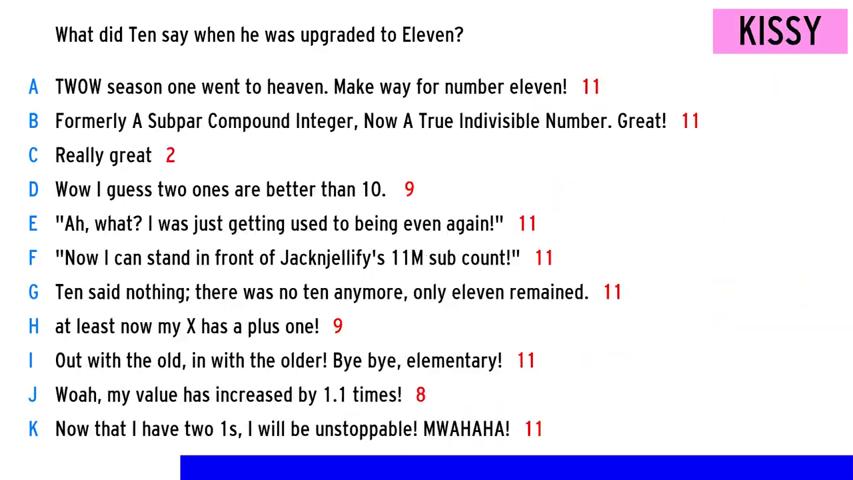 What did Ten say when he was upgraded to Eleven?
KISSY
A TWOW season one went to heaven. Make way for number eleven! 11
B Formerly A Subpar Compound Integer, Now A True Indivisible Number. Great! 11
C Really great 2
D Wow I guess two ones are better than 10. 9
E "Ah, what? I was just getting used to being even again!" 11
F "Now I can stand in front of Jacknjellify's 11M sub count!" 11
G Ten said nothing; there was no ten anymore, only eleven remained. 11
H at least now my X has a plus one! 9
I Out with the old, in with the older! Bye bye, elementary! 11
J Woah, my value has increased by 1.1 times! 8
K Now that I have two 1s, I will be unstoppable! MWAHAHA! 11